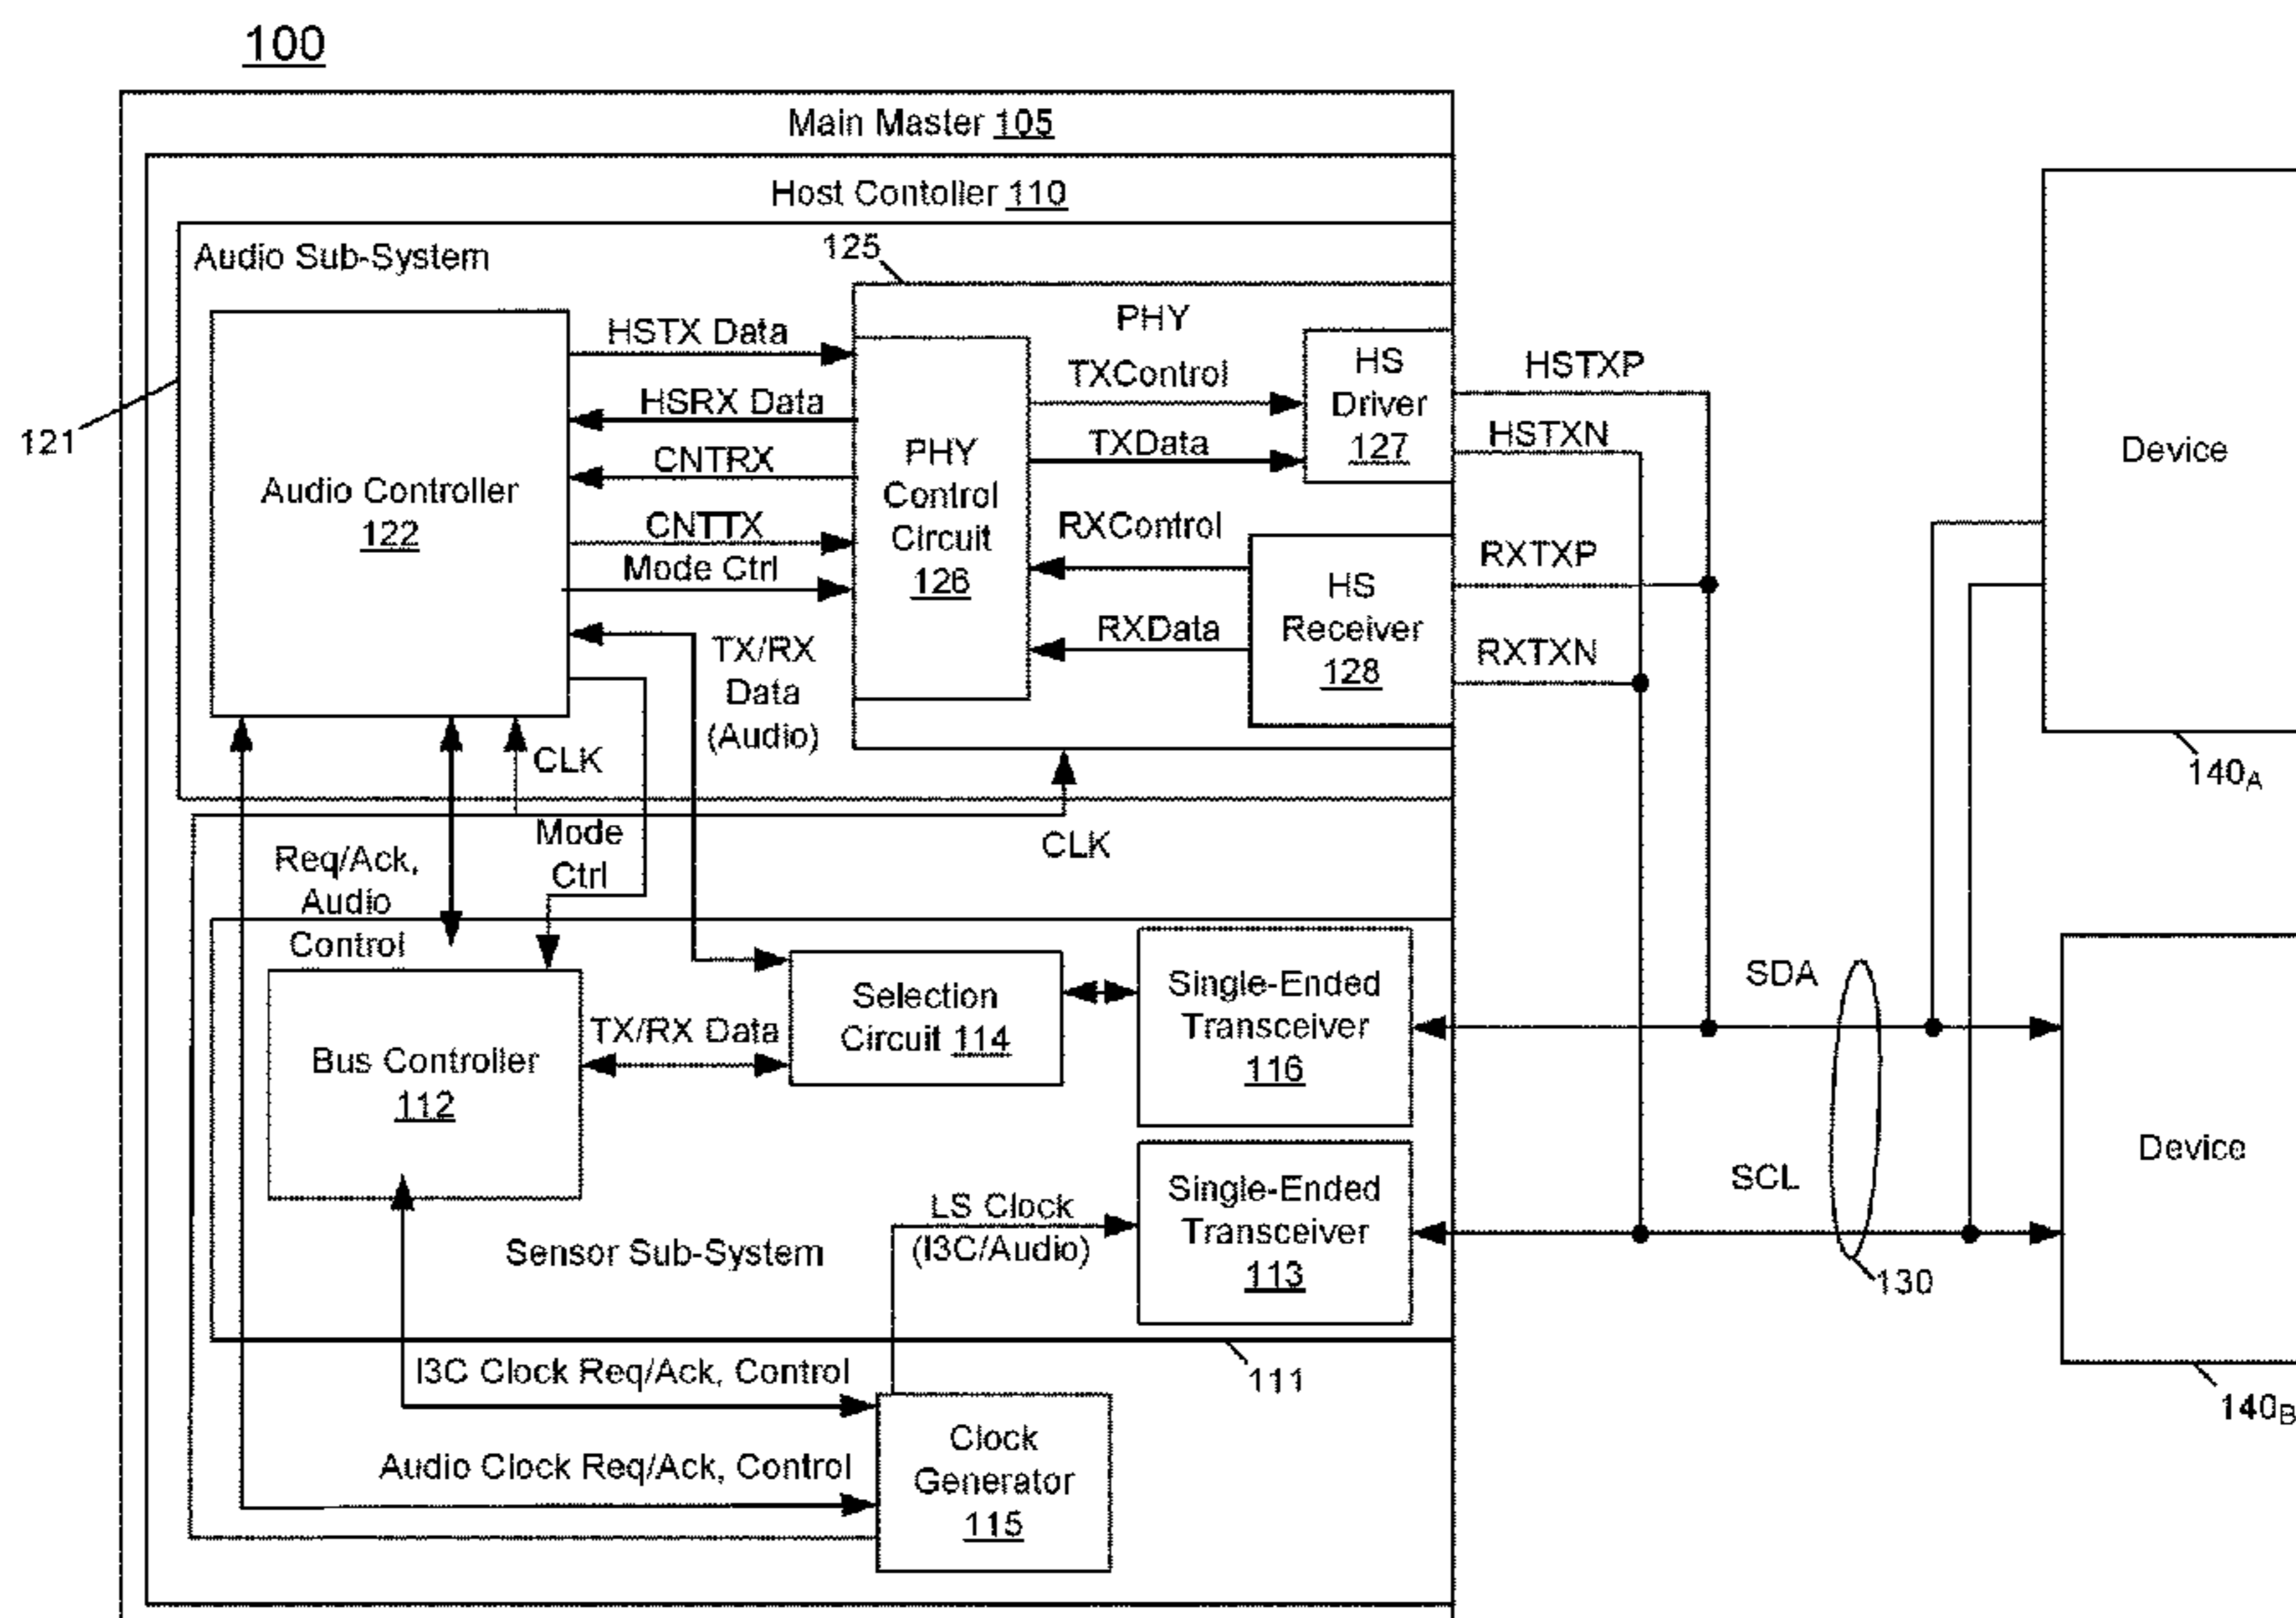 100
Main Master 105
Host Contoller 110
Audio Sub-System
125
PHY
121
Audio Controller
122
HSTX Data
HSRX Data
CNTRX
CNTTX
Mode Ctrl
TX/RX
Data
(Audio)
PHY
Control
Circuit
126
TXControl
TXData
RXControl
RXData
HS
Driver
127
HS
Receiver
128
HSTXP
HSTXN
RXTXP
RXTXN
Device
140A
CLK
CLK
Mode
Ctrl
Req/Ack,
Audio
Control
Bus Controller
112
TX/RX Data
Selection
Circuit 114
Single-Ended
Transceiver
116
Single-Ended
Transceiver
113
LS Clock
(I3C/Audio)
Sensor Sub-System
SDA
SCL
130
Device
140B
111
I3C Clock Req/Ack, Control
Audio Clock Req/Ack, Control
Clock
Generator
115